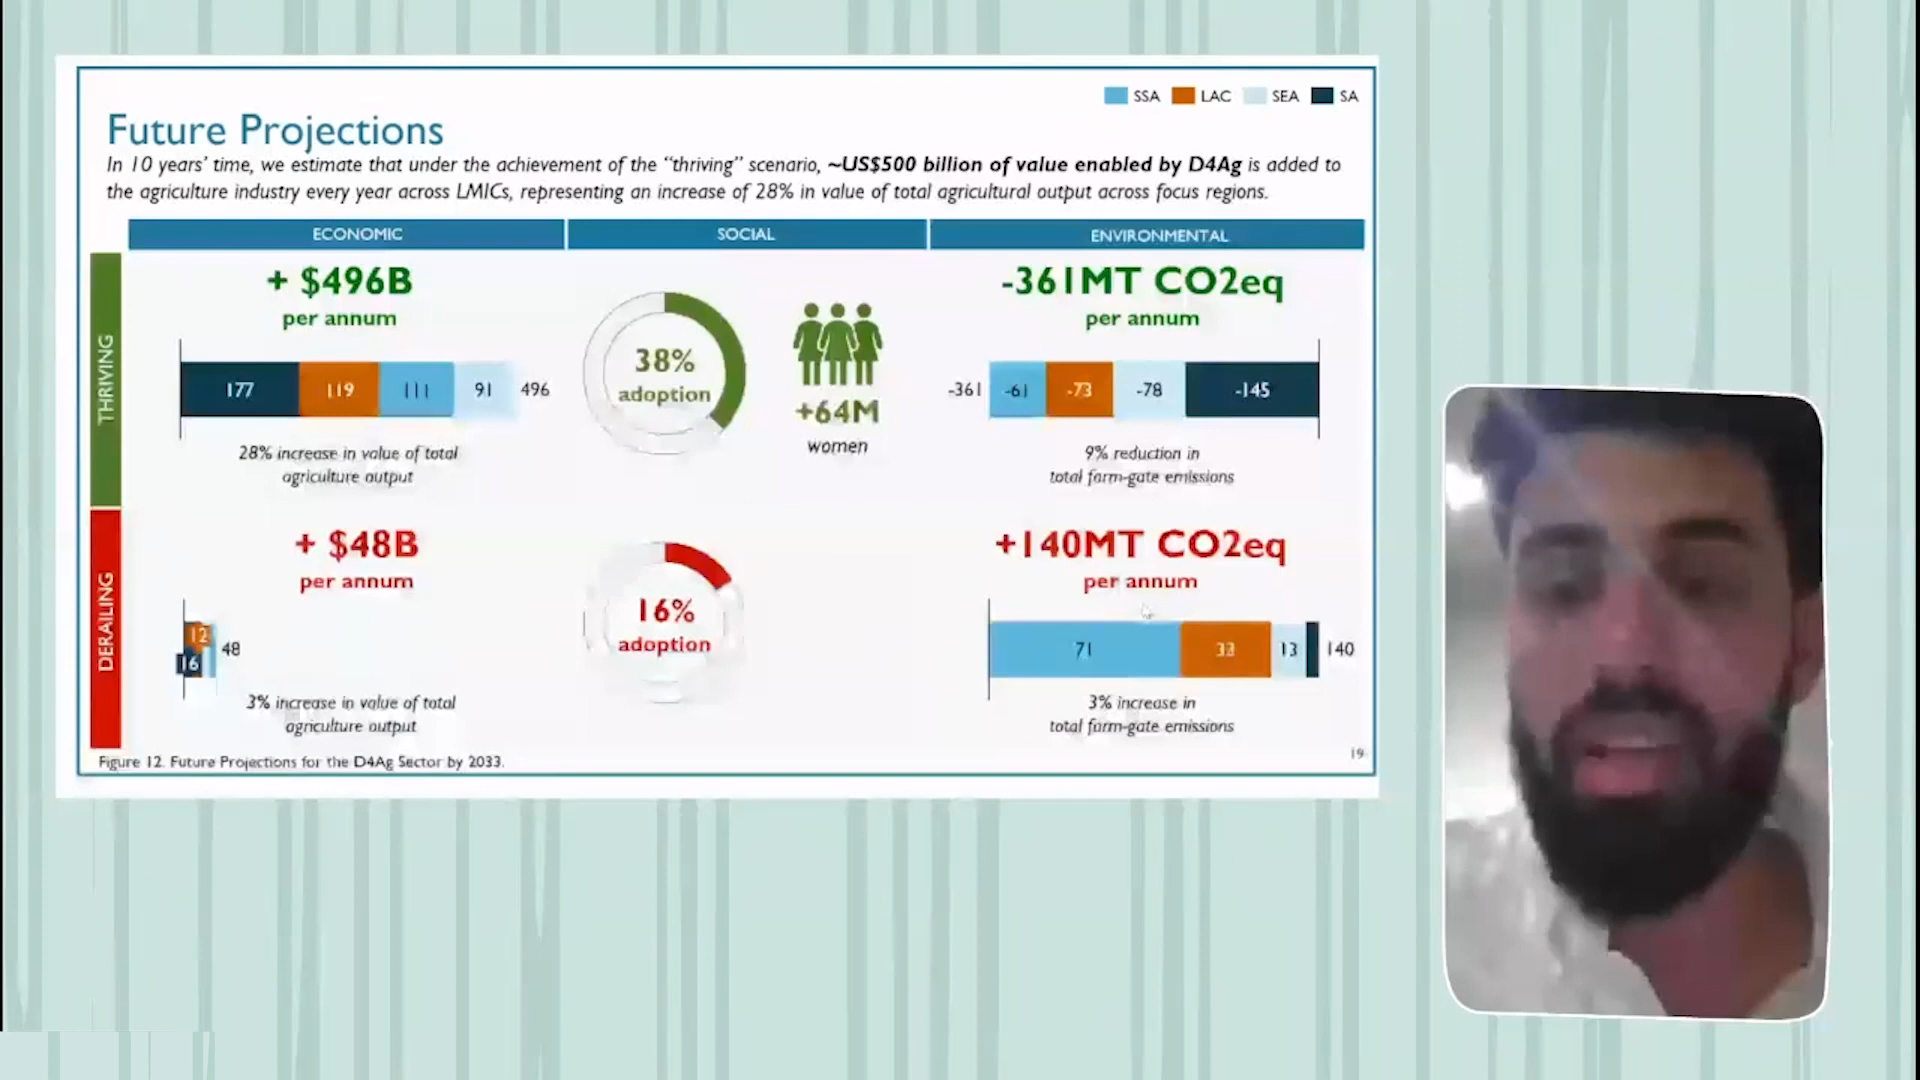 SSA LAC SEA SA
Future Projections
In 10 years' time, we estimate that under the achievement of the "thriving" scenario, ~US$500 billion of value enabled by D4Ag is added to
the agriculture industry every year across LMICs, representing an increase of 28% in value of total agricultural output across focus regions.
ECONOMIC SOCIAL ENVIRONMENTAL
THRIVING
+ $496B
per annum
177 119 111 91 496
28% increase in value of total
agriculture output
38%
adoption
+64M
women
-361MT CO2eq
per annum
-361 -61 -73 -78 -145
9% reduction in
total farm-gate emissions
DERAILING
+ $48B
per annum
12
16
48
3% increase in value of total
agriculture output
16%
adoption
+140MT CO2eq
per annum
71 33 13 140
3% increase in
total farm-gate emissions
Figure 12. Future Projections for the D4Ag Sector by 2033.
19